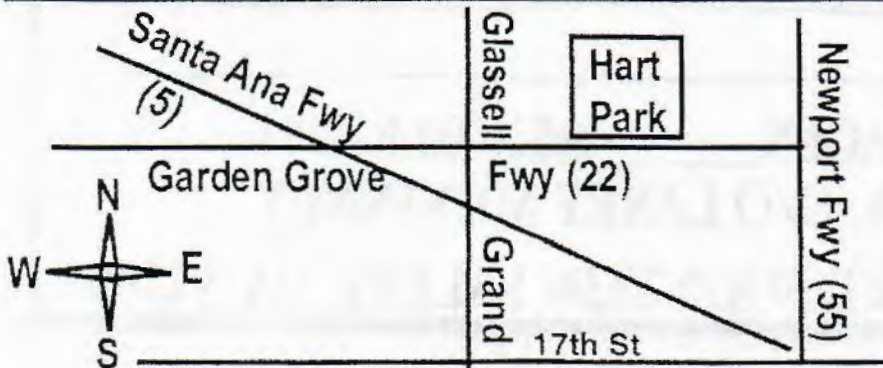 Santa Ana Fwy
(5)
Glassell
Hart
Park
Newport Fwy (55)
Garden Grove
Fwy (22)
N
W
E
S
Grand
17th St